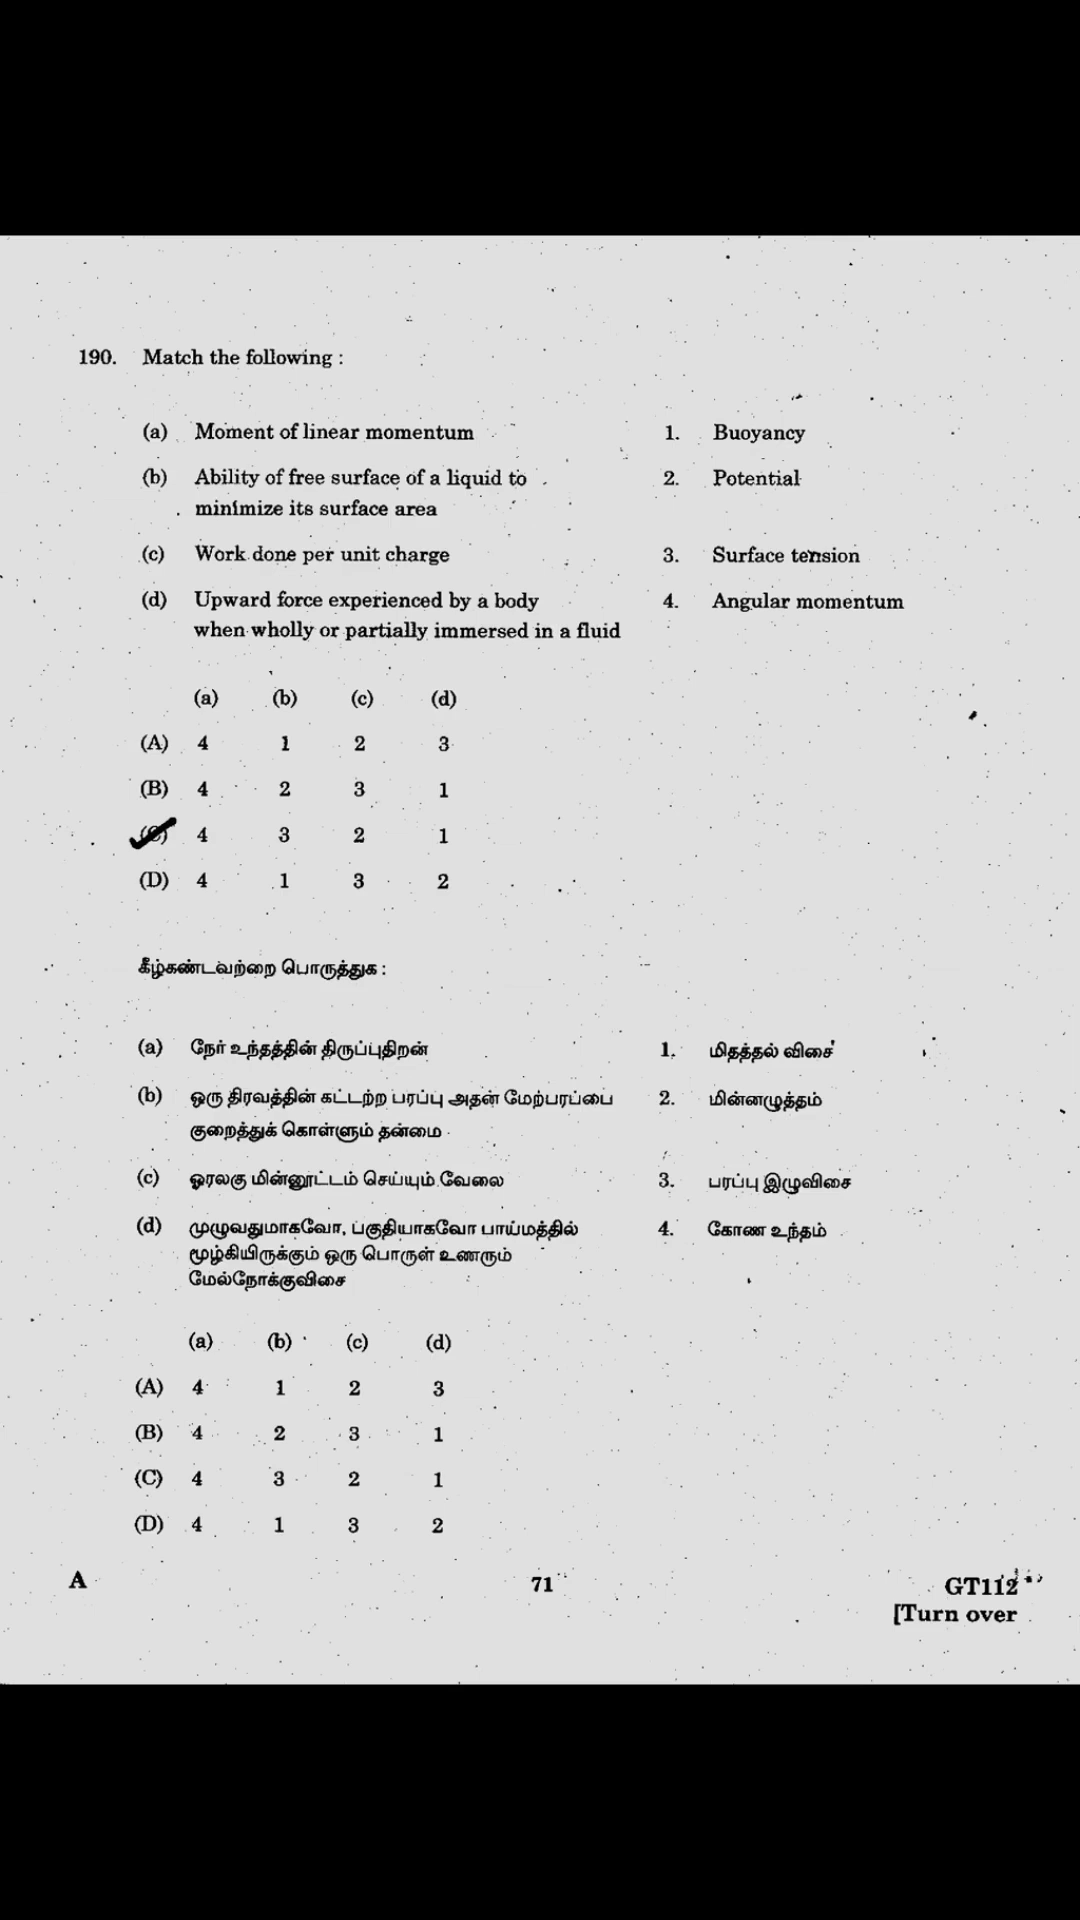 190. Match the following :
(a) Moment of linear momentum 1. Buoyancy
(b) Ability of free surface of a liquid to 2. Potential
minimize its surface area
(c) Work done per unit charge 3. Surface tension
(d) Upward force experienced by a body 4. Angular momentum
when wholly or partially immersed in a fluid
(a) (b) (c) (d)
(A) 4 1 2 3
(B) 4 2 3 1
(C) 4 3 2 1
(D) 4 1 3 2
கீழ்கண்டவற்றை பொருத்துக :
(a) நேர் உந்தத்தின் திருப்புதிறன் 1. மிதத்தல் விசை
(b) ஒரு திரவத்தின் கட்டற்ற பரப்பு அதன் மேற்பரப்பை 2. மின்னழுத்தம்
குறைத்துக் கொள்ளும் தன்மை
(c) ஓரலகு மின்னூட்டம் செய்யும் வேலை 3. பரப்பு இழுவிசை
(d) முழுவதுமாகவோ, பகுதியாகவோ பாய்மத்தில் 4. கோண உந்தம்
மூழ்கியிருக்கும் ஒரு பொருள் உணரும்
மேல்நோக்குவிசை
(a) (b) (c) (d)
(A) 4 1 2 3
(B) 4 2 3 1
(C) 4 3 2 1
(D) 4 1 3 2
A 71 GT112
[Turn over